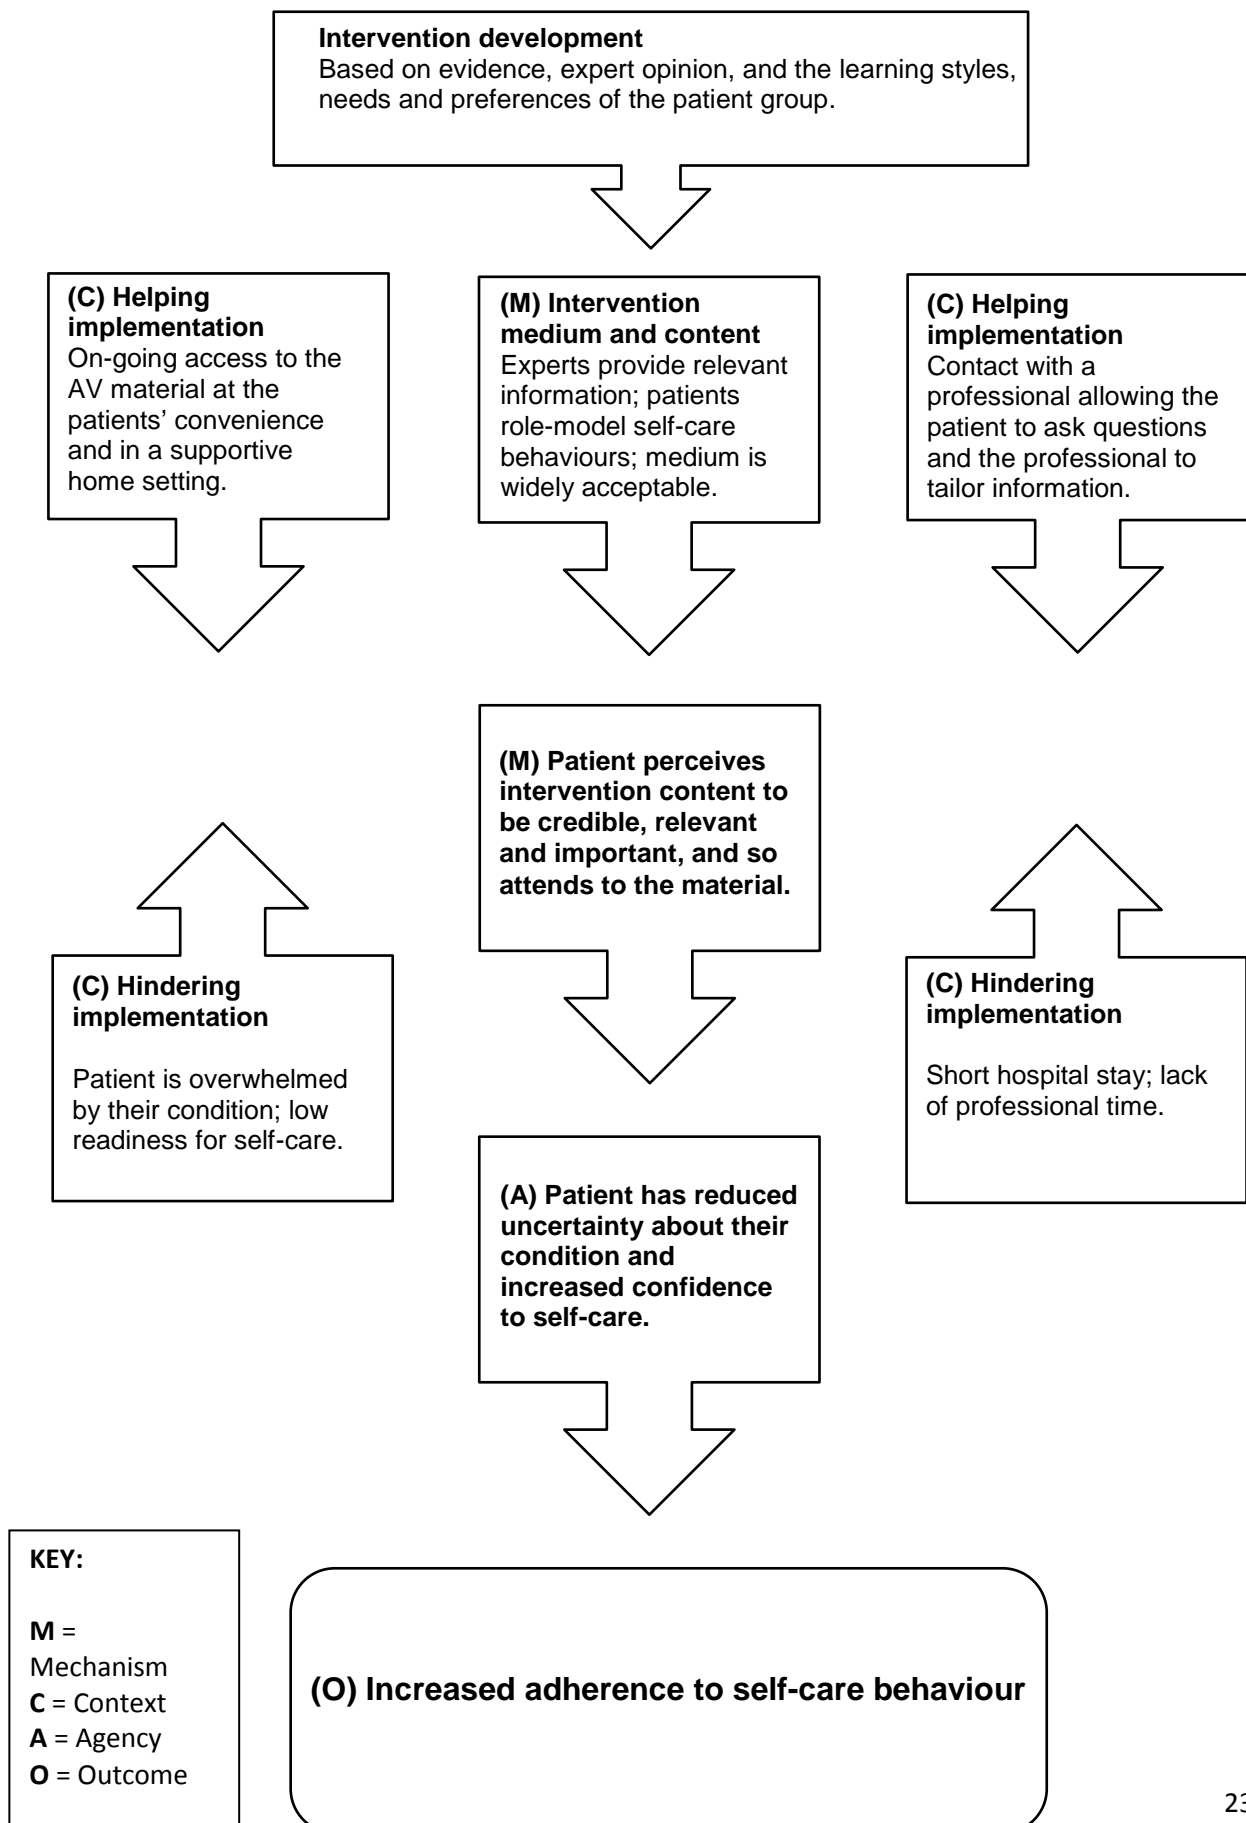 Intervention development
Based on evidence, expert opinion, and the learning styles,
needs and preferences of the patient group.
(C) Helping
implementation
On-going access to the
AV material at the
patients’ convenience
and in a supportive
home setting.
(M) Intervention
medium and content
Experts provide relevant
information; patients
role-model self-care
behaviours; medium is
widely acceptable.
(C) Helping
implementation
Contact with a
professional allowing the
patient to ask questions
and the professional to
tailor information.
(M) Patient perceives
intervention content to
be credible, relevant
and important, and so
attends to the material.
(C) Hindering
implementation
Patient is overwhelmed
by their condition; low
readiness for self-care.
(C) Hindering
implementation
Short hospital stay; lack
of professional time.
(A) Patient has reduced
uncertainty about their
condition and
increased confidence
to self-care.
KEY:
M =
Mechanism
C = Context
A = Agency
O = Outcome
(O) Increased adherence to self-care behaviour
23